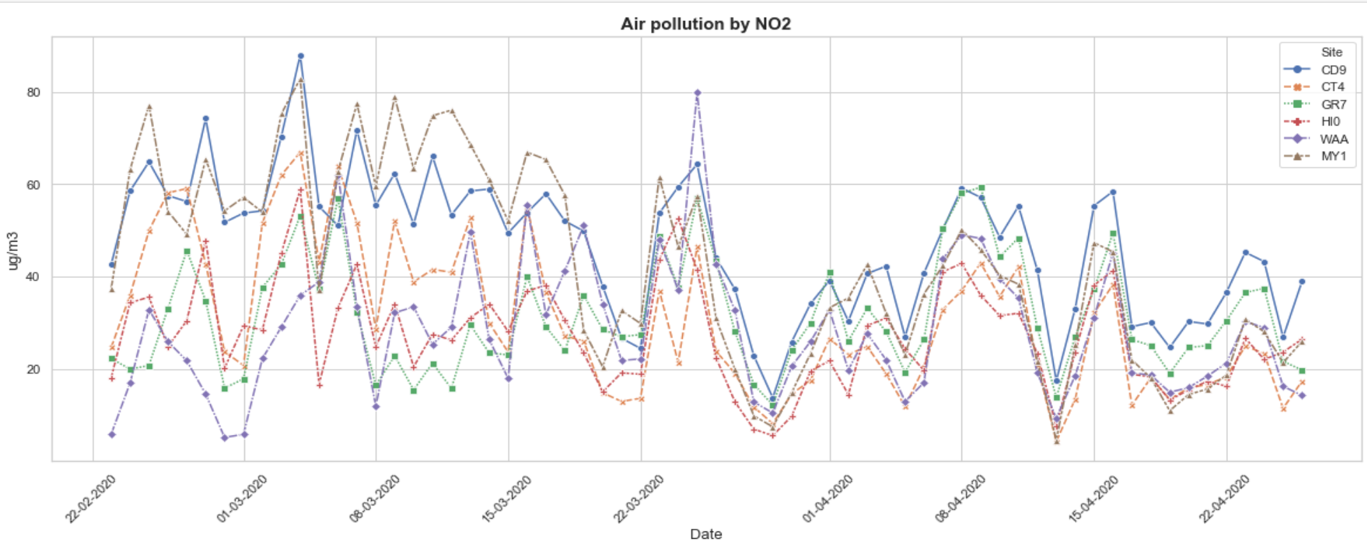 Air pollution by NO2
Site
CD9
CT4
GR7
HI0
WAA
MY1
80
60
40
20
ug/m3
22-02-2020
01-03-2020
08-03-2020
15-03-2020
22-03-2020
01-04-2020
08-04-2020
15-04-2020
22-04-2020
Date